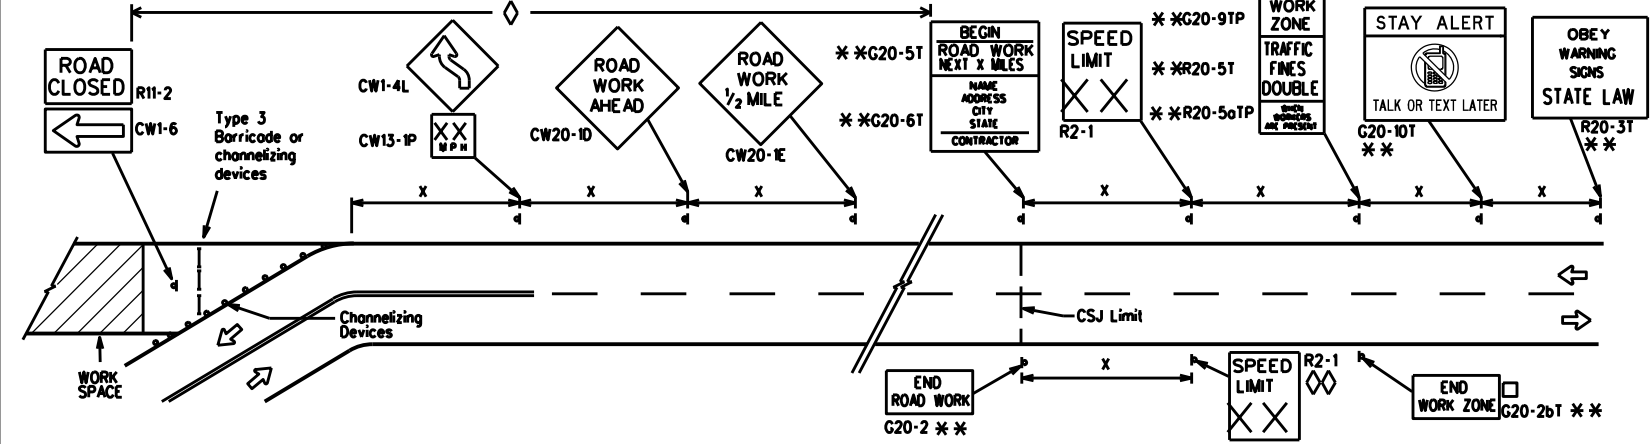 ROAD
CLOSED
R11-2
CW1-6
Type 3
Barricade or
channelizing
devices
CW1-4L
XX
MPH
CW13-1P
ROAD
WORK
AHEAD
CW20-1D
ROAD
WORK
1/2 MILE
CW20-1E
* *G20-5T
* *G20-6T
BEGIN
ROAD WORK
NEXT X MILES
NAME
ADDRESS
CITY
STATE
CONTRACTOR
SPEED
LIMIT
XX
R2-1
* *G20-9TP
* *R20-5T
* *R20-5aTP
WORK
ZONE
TRAFFIC
FINES
DOUBLE
WHEN
WORKERS
ARE PRESENT
STAY ALERT
TALK OR TEXT LATER
G20-10T
* *
OBEY
WARNING
SIGNS
STATE LAW
R20-3T
* *
X X X X X X X
Channelizing
Devices
CSJ Limit
WORK
SPACE
X
END
ROAD WORK
G20-2 * *
SPEED
LIMIT
XX
R2-1
END
WORK ZONE
G20-2bT * *